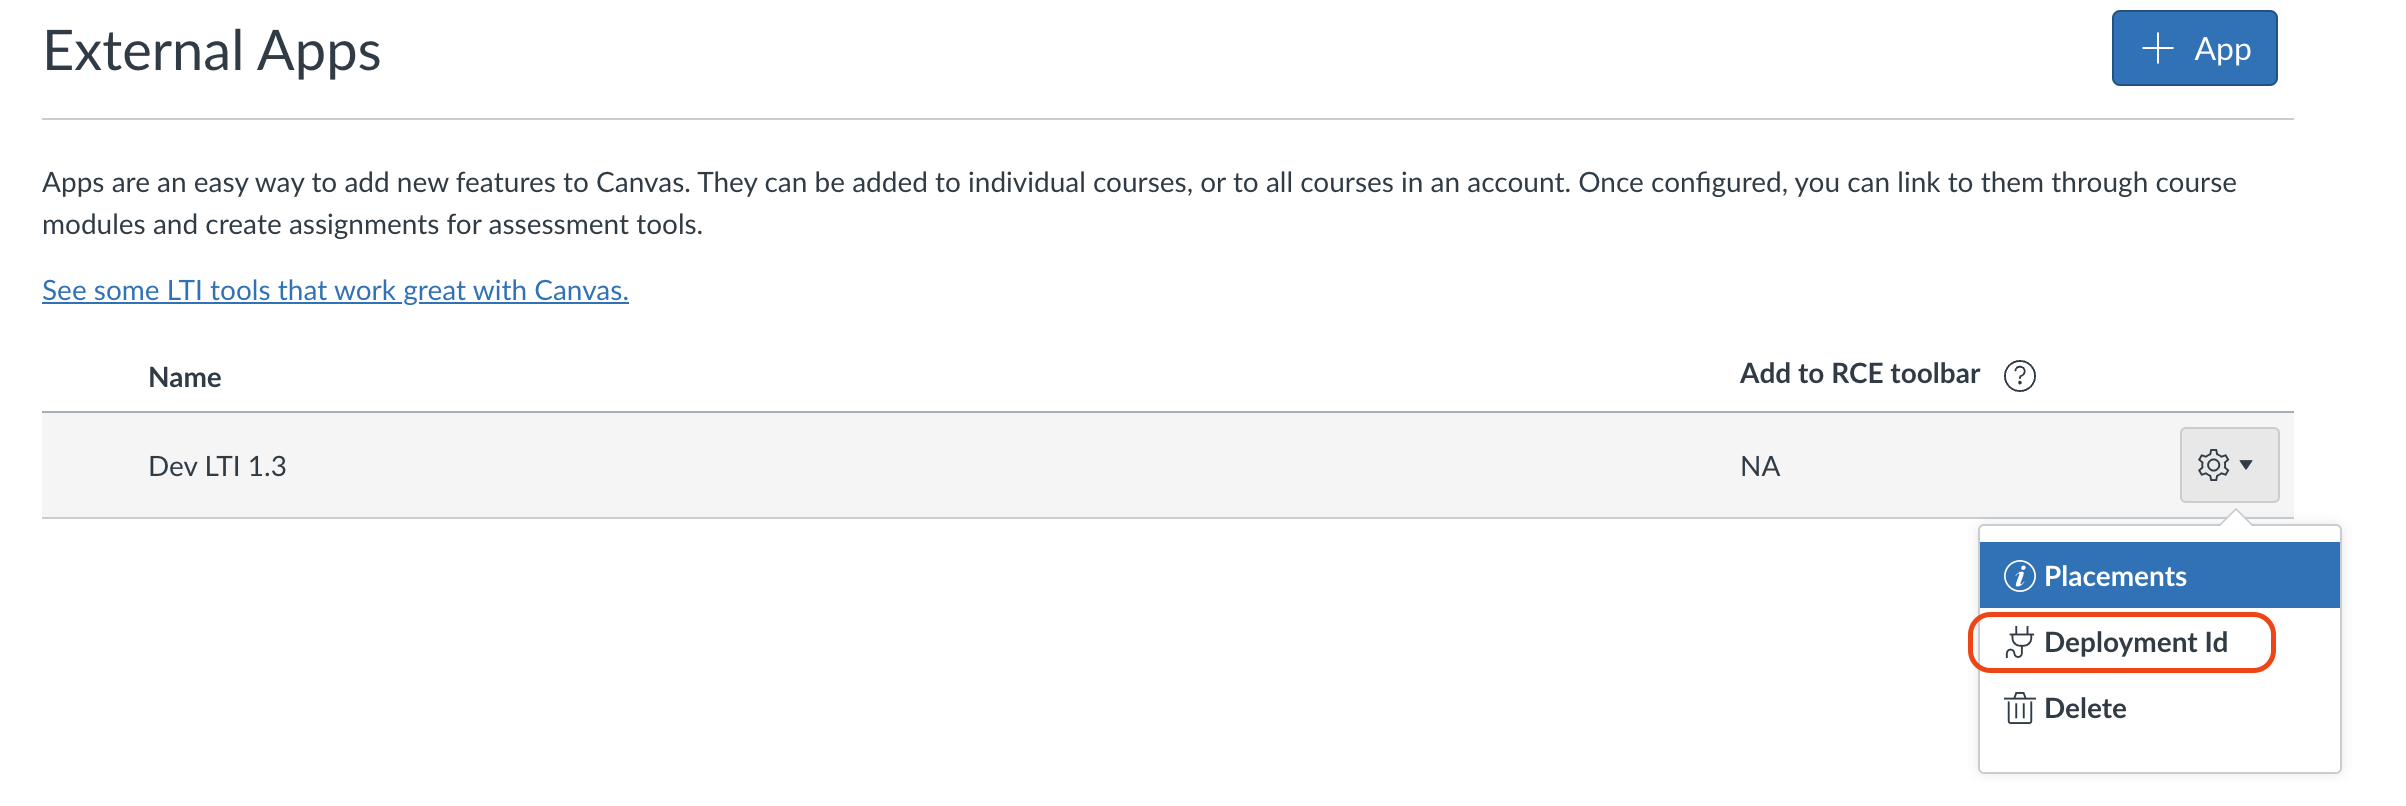 External Apps
App
Apps are an easy way to add new features to Canvas. They can be added to individual courses, or to all courses in an account. Once configured, you can link to them through course
modules and create assignments for assessment tools.
See some LTI tools that work great with Canvas.
Name
Add to RCE toolbar
Dev LTI 1.3
NA
Placements
Deployment Id
Delete